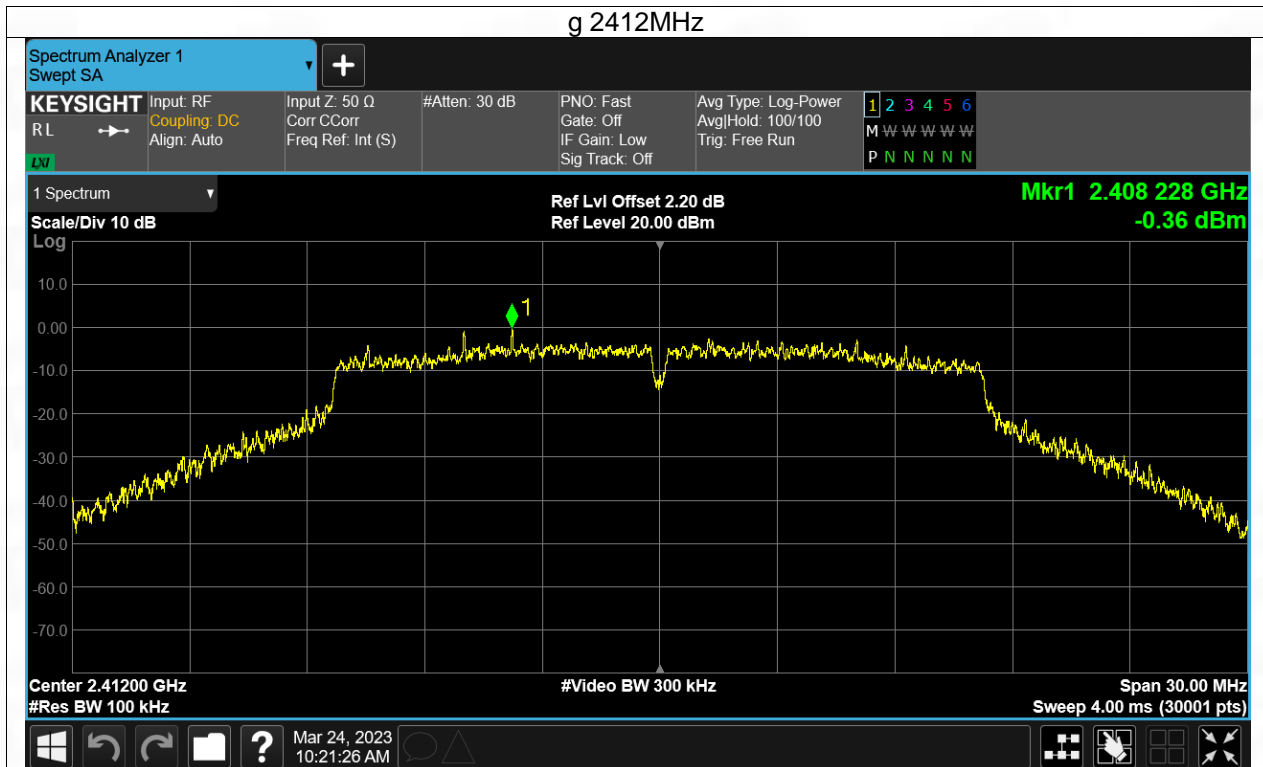 g 2412MHz
Spectrum Analyzer 1
Swept SA
KEYSIGHT
RL
LXI
Input: RF
Coupling: DC
Align: Auto
Input Z: 50 Ω
Corr CCorr
Freq Ref: Int (S)
#Atten: 30 dB
PNO: Fast
Gate: Off
IF Gain: Low
Sig Track: Off
Avg Type: Log-Power
Avg|Hold: 100/100
Trig: Free Run
1 2 3 4 5 6
M W W W W W
P N N N N N
1 Spectrum
Scale/Div 10 dB
Ref Lvl Offset 2.20 dB
Ref Level 20.00 dBm
Mkr1 2.408 228 GHz
-0.36 dBm
Log
1
10.0
0.00
-10.0
-20.0
-30.0
-40.0
-50.0
-60.0
-70.0
Center 2.41200 GHz
#Res BW 100 kHz
#Video BW 300 kHz
Span 30.00 MHz
Sweep 4.00 ms (30001 pts)
?
Mar 24, 2023
10:21:26 AM